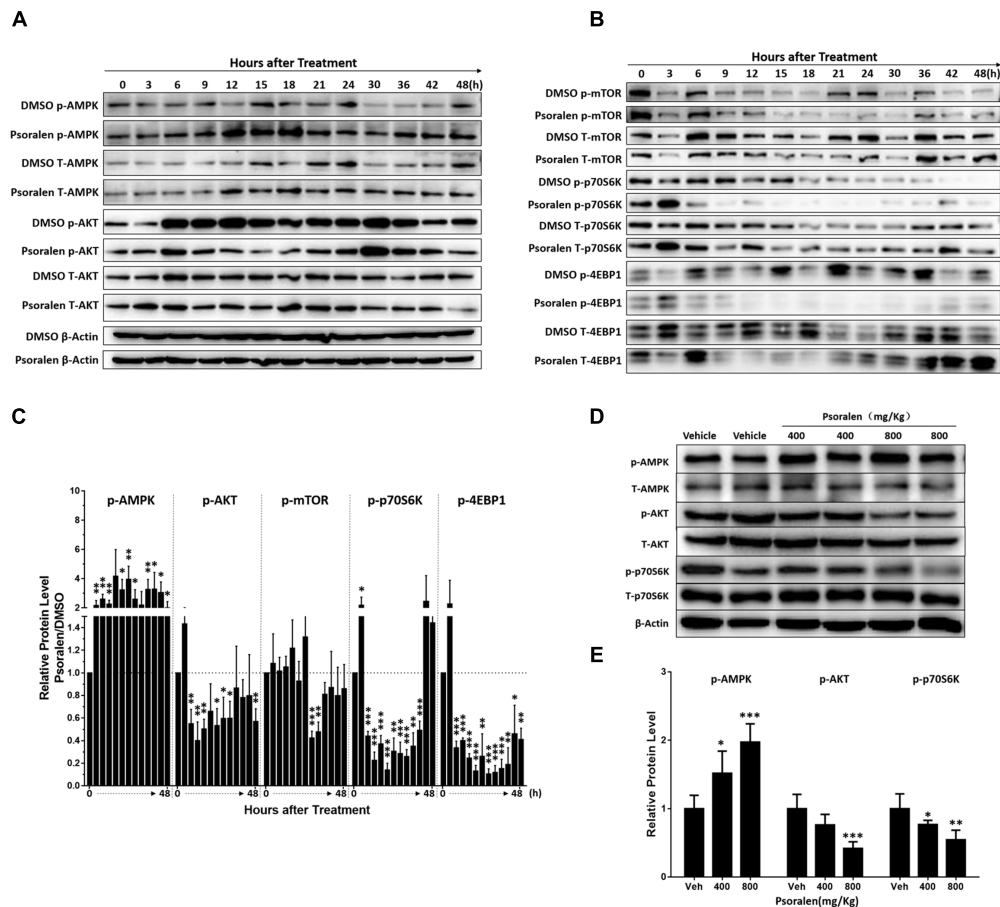 A
Hours after Treatment
0 3 6 9 12 15 18 21 24 30 36 42 48(h)
DMSO p-AMPK
Psoralen p-AMPK
DMSO T-AMPK
Psoralen T-AMPK
DMSO p-AKT
Psoralen p-AKT
DMSO T-AKT
Psoralen T-AKT
DMSO β-Actin
Psoralen β-Actin
B
Hours after Treatment
0 3 6 9 12 15 18 21 24 30 36 42 48(h)
DMSO p-mTOR
Psoralen p-mTOR
DMSO T-mTOR
Psoralen T-mTOR
DMSO p-p70S6K
Psoralen p-p70S6K
DMSO T-p70S6K
Psoralen T-p70S6K
DMSO p-4EBP1
Psoralen p-4EBP1
DMSO T-4EBP1
Psoralen T-4EBP1
C
p-AMPK p-AKT p-mTOR p-p70S6K p-4EBP1
Relative Protein Level
Psoralen/DMSO
10
8
6
4
2
1.5
1.0
0.8
0.6
0.4
0.2
0.0
0 48 0 48 0 48 0 48 0 48 (h)
Hours after Treatment
D
Psoralen（mg/Kg）
Vehicle Vehicle 400 400 800 800
p-AMPK
T-AMPK
p-AKT
T-AKT
p-p70S6K
T-p70S6K
β-Actin
E
p-AMPK p-AKT p-p70S6K
Relative Protein Level
3
2
1
0
* *** *** * **
Veh 400 800 Veh 400 800 Veh 400 800
Psoralen(mg/Kg)